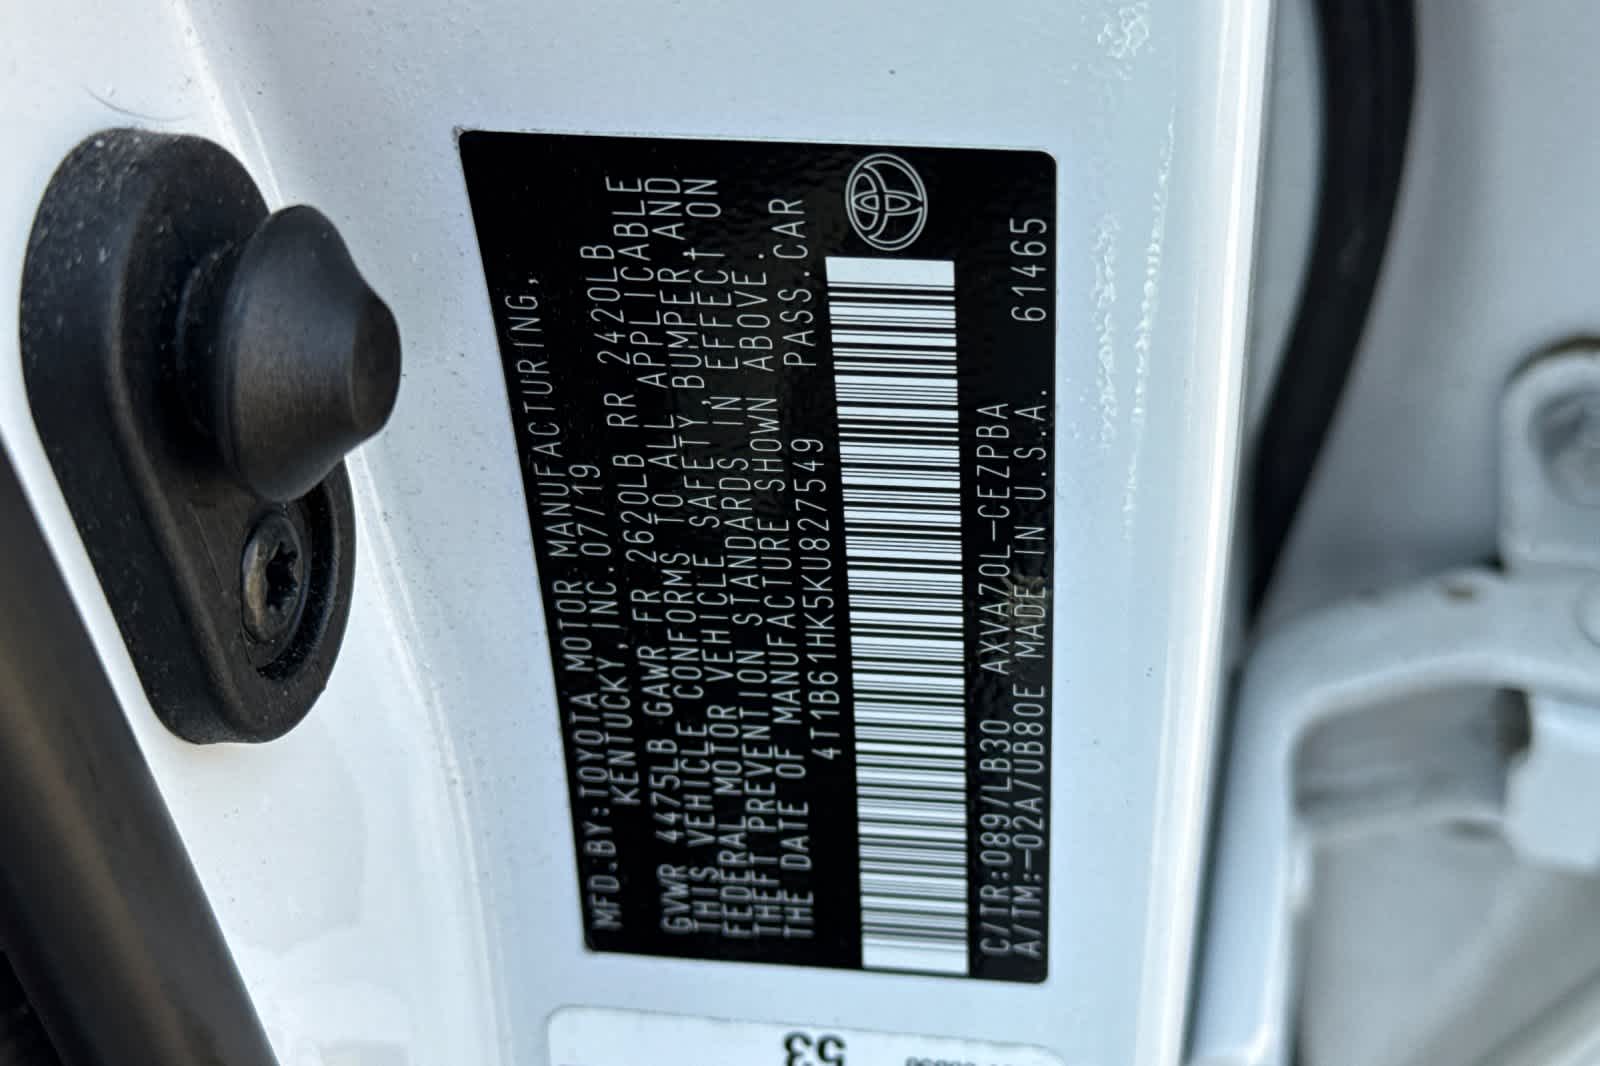 MFD.BY:TOYOTA MOTOR MANUFACTURING,
KENTUCKY,INC.07/19
GVWR 4475LB GAWR FR 2620LB RR 2420LB
THIS VEHICLE CONFORMS TO ALL APPLICABLE
FEDERAL MOTOR VEHICLE SAFETY,BUMPER,AND
THEFT PREVENTION STANDARDS IN EFFECT ON
THE DATE OF MANUFACTURE SHOWN ABOVE.
4T1B61HK5KU827549 PASS.CAR
C/TR:089/LB30 AXVA70L-CEZPBA 61465
A/TM:-02A/UB80E MADE IN U.S.A.
53